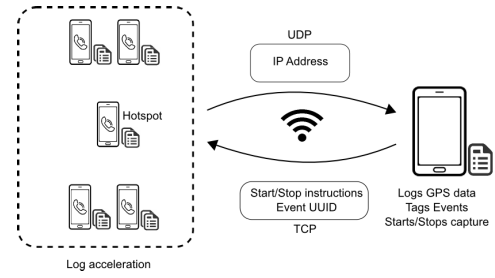 UDP
IP Address
Hotspot
Start/Stop instructions
Event UUID
TCP
Logs GPS data
Tags Events
Starts/Stops capture
Log acceleration